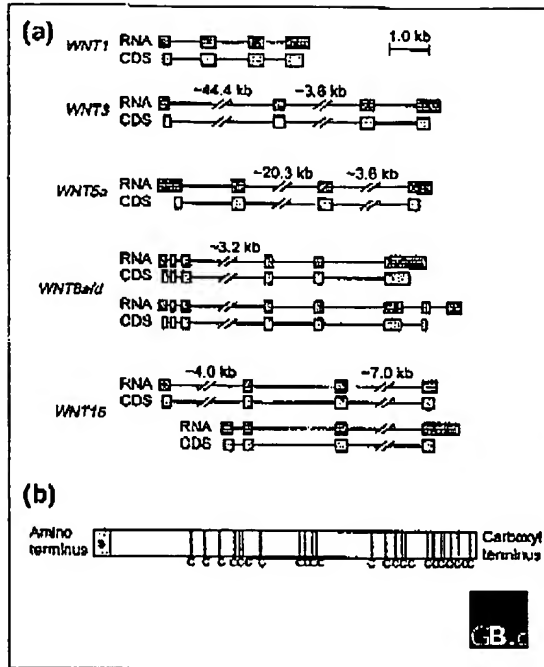 (a)
WNT1
RNA
CDS
1.0 kb
WNT3
RNA
CDS
~44.4 kb
~3.8 kb
WNT5a
RNA
CDS
~20.3 kb
~3.8 kb
WNT8a/d
RNA
CDS
~3.2 kb
RNA
CDS
WNT16
RNA
CDS
~4.0 kb
~7.0 kb
RNA
CDS
(b)
Amino
terminus
S
Carboxyl
terminus
C C C C C C C C C C C C C C C C C C C C C C C
GB.c